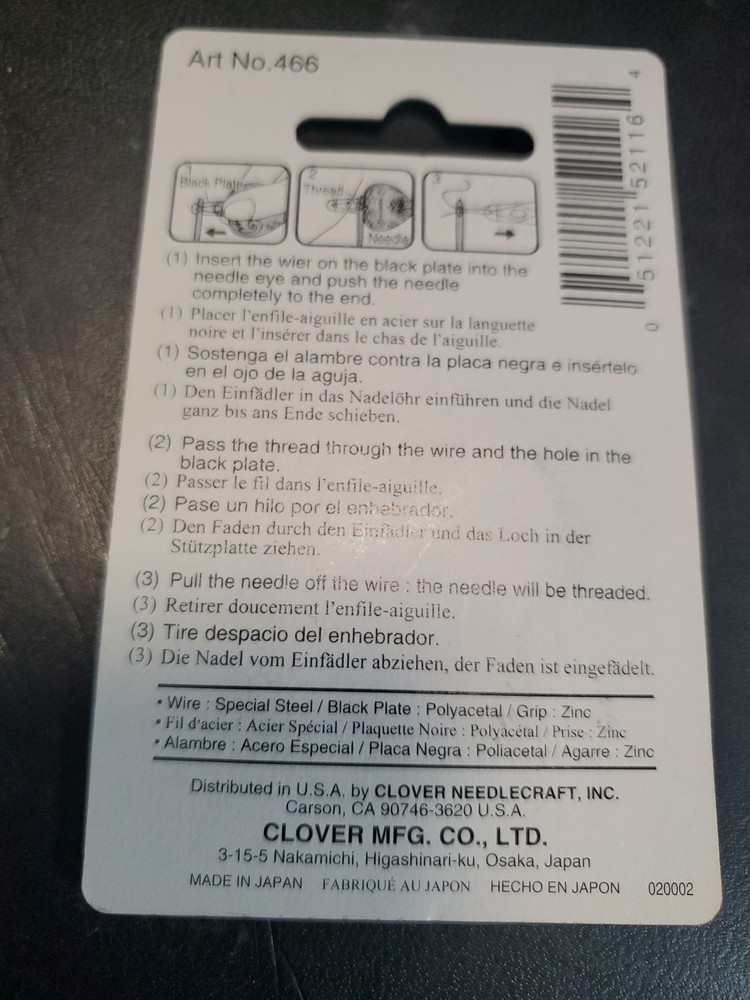 Art No.466
1
Black Plate
2
Thread
Needle
3
0 51221 52116 4
(1) Insert the wier on the black plate into the
needle eye and push the needle
completely to the end.
(1) Placer l'enfile-aiguille en acier sur la languette
noire et l'insérer dans le chas de l'aiguille.
(1) Sostenga el alambre contra la placa negra e insértelo
en el ojo de la aguja.
(1) Den Einfädler in das Nadelöhr einführen und die Nadel
ganz bis ans Ende schieben.
(2) Pass the thread through the wire and the hole in the
black plate.
(2) Passer le fil dans l'enfile-aiguille.
(2) Pase un hilo por el enhebrador.
(2) Den Faden durch den Einfädler und das Loch in der
Stützplatte ziehen.
(3) Pull the needle off the wire : the needle will be threaded.
(3) Retirer doucement l'enfile-aiguille.
(3) Tire despacio del enhebrador.
(3) Die Nadel vom Einfädler abziehen, der Faden ist eingefädelt.
• Wire : Special Steel / Black Plate : Polyacetal / Grip : Zinc
• Fil d'acier : Acier Spécial / Plaquette Noire : Polyacétal / Prise : Zinc
• Alambre : Acero Especial / Placa Negra : Poliacetal / Agarre : Zinc
Distributed in U.S.A. by CLOVER NEEDLECRAFT, INC.
Carson, CA 90746-3620 U.S.A.
CLOVER MFG. CO., LTD.
3-15-5 Nakamichi, Higashinari-ku, Osaka, Japan
MADE IN JAPAN FABRIQUÉ AU JAPON HECHO EN JAPON 020002